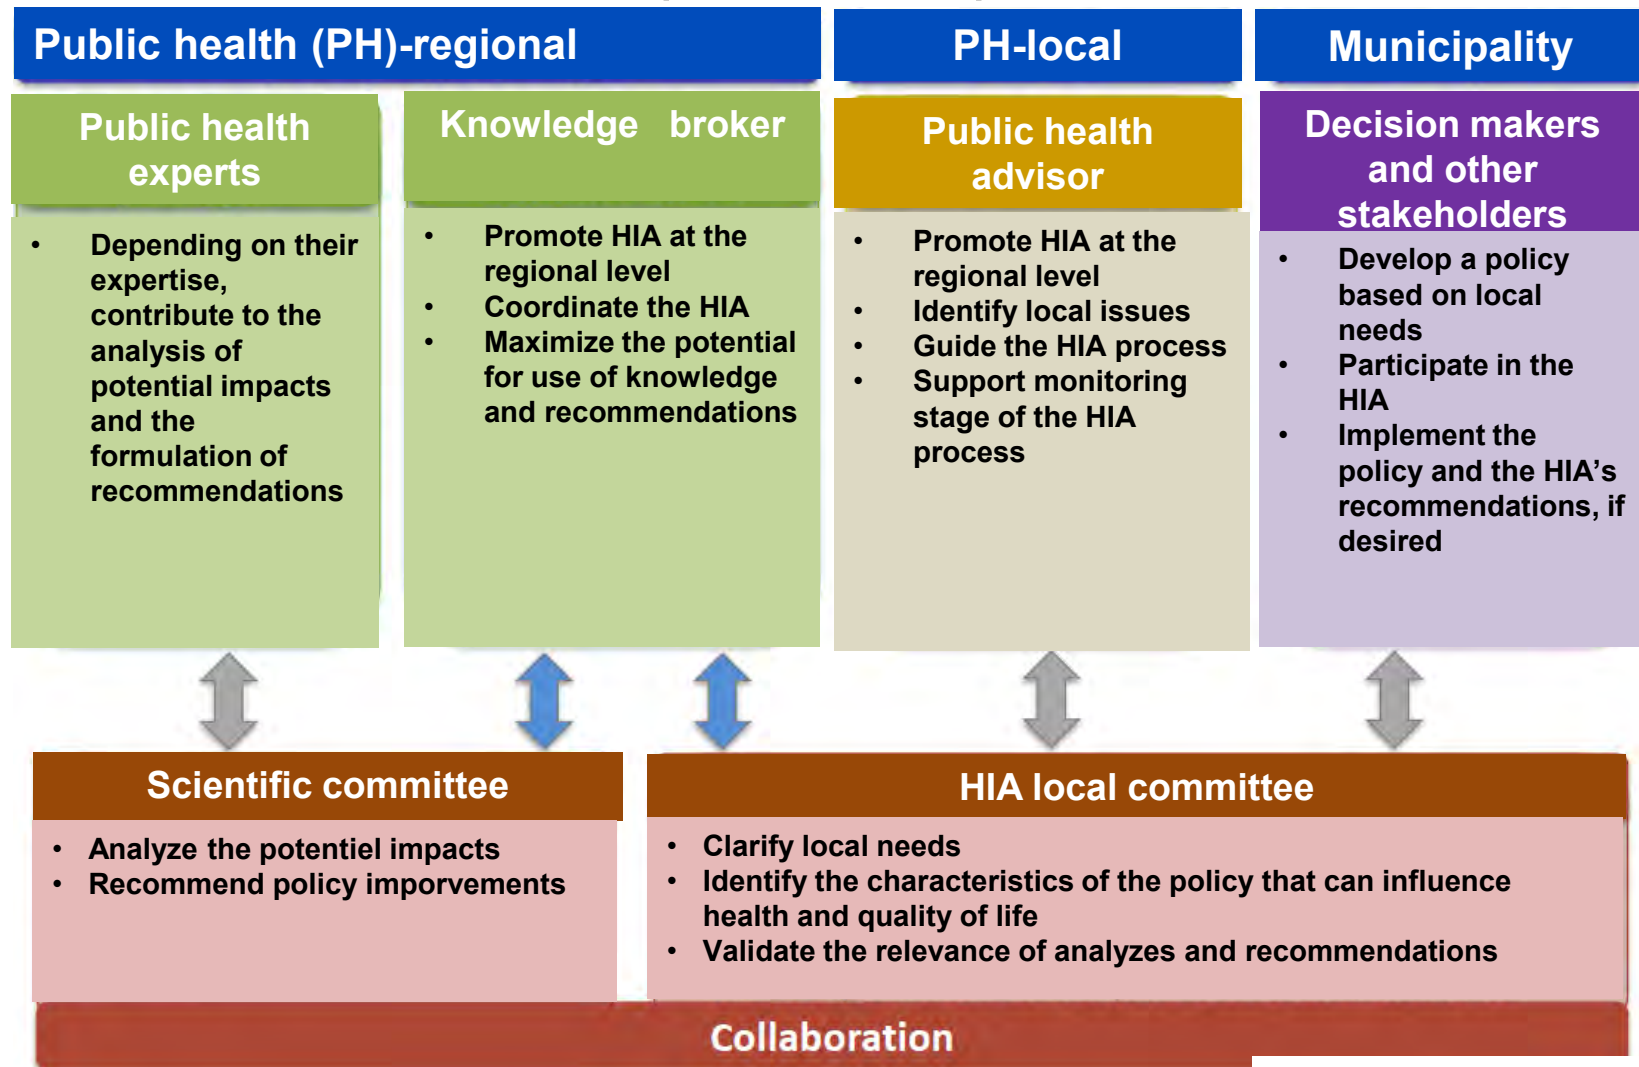 Public health (PH)-regional
PH-local
Municipality
Public health
experts
• Depending on their
expertise,
contribute to the
analysis of
potential impacts
and the
formulation of
recommendations
Knowledge broker
• Promote HIA at the
regional level
• Coordinate the HIA
• Maximize the potential
for use of knowledge
and recommendations
Public health
advisor
• Promote HIA at the
regional level
• Identify local issues
• Guide the HIA process
• Support monitoring
stage of the HIA
process
Decision makers
and other
stakeholders
• Develop a policy
based on local
needs
• Participate in the
HIA
• Implement the
policy and the HIA’s
recommendations, if
desired
Scientific committee
• Analyze the potentiel impacts
• Recommend policy imporvements
HIA local committee
• Clarify local needs
• Identify the characteristics of the policy that can influence
health and quality of life
• Validate the relevance of analyzes and recommendations
Collaboration